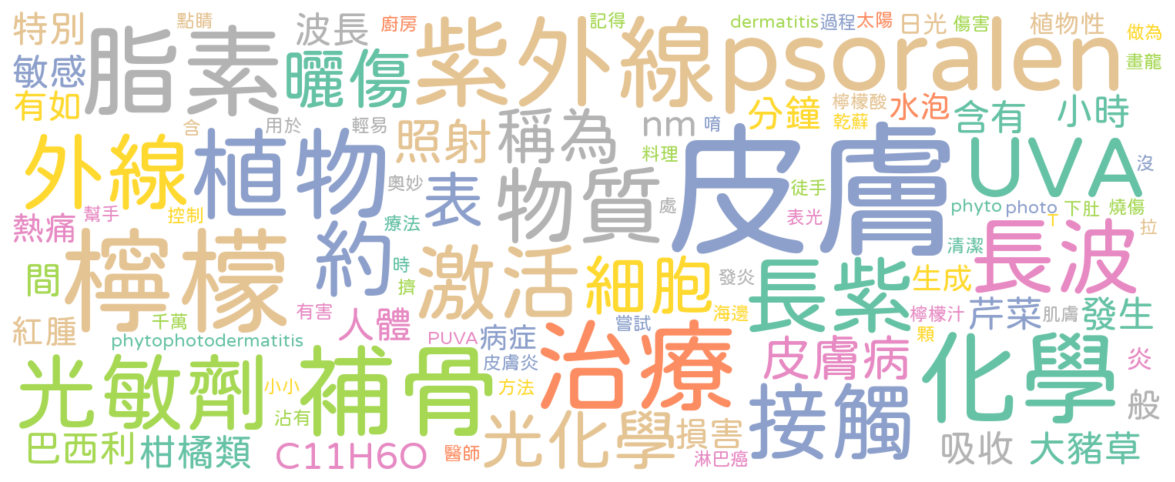 特別 點睛 波長 廚房 記得 dermatitis 過程 太陽 日光 傷害 植物性 做為
敏感 脂素 曬傷 紫外線 psoralen 畫龍
有如 分鐘 檸檬酸 水泡 含有 小時
含 用於 輕易 照射 稱為 nm 唷 乾蘚
外線 植物 奧妙 表 物質 料理 皮膚 UVA 沒
處 徒手 phyto photo 下肚 燒傷
熱痛 幫手 控制 療法 表光 T 拉
間 檸檬 約 時 激活 細胞 發炎 長紫 清潔 生成 長波
擠 海邊 檸檬汁 芹菜 肌膚 發生
紅腫 千萬 有害 人體 PUVA 病症 嘗試 顆
phytophotodermatitis 皮膚炎 治療 皮膚病 化學 炎
光敏劑 小小 補骨 方法 接觸 般
沾有 光化學 損害
巴西利 柑橘類 C11H6O 醫師 淋巴癌 吸收 大豬草